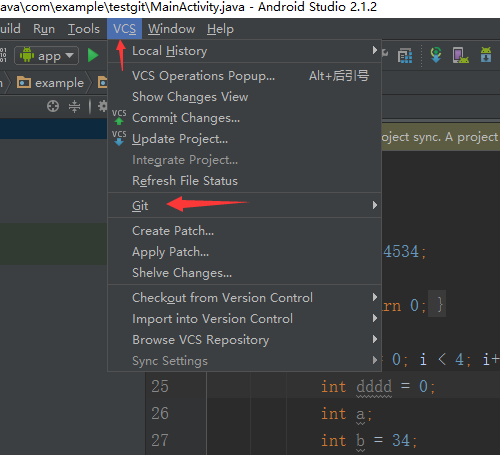 ava\com\example\testgit\MainActivity.java - Android Studio 2.1.2
uild Run Tools VCS Window Help
app
example
Local History
VCS Operations Popup... Alt+后引号
Show Changes View
VCS Commit Changes...
VCS Update Project...
Integrate Project...
Refresh File Status
Git
Create Patch...
Apply Patch...
Shelve Changes...
Checkout from Version Control
Import into Version Control
Browse VCS Repository
Sync Settings
oject sync. A project
4534;
rn 0; }
= 0; i < 4; i+
25 int dddd = 0;
26 int a;
27 int b = 34;